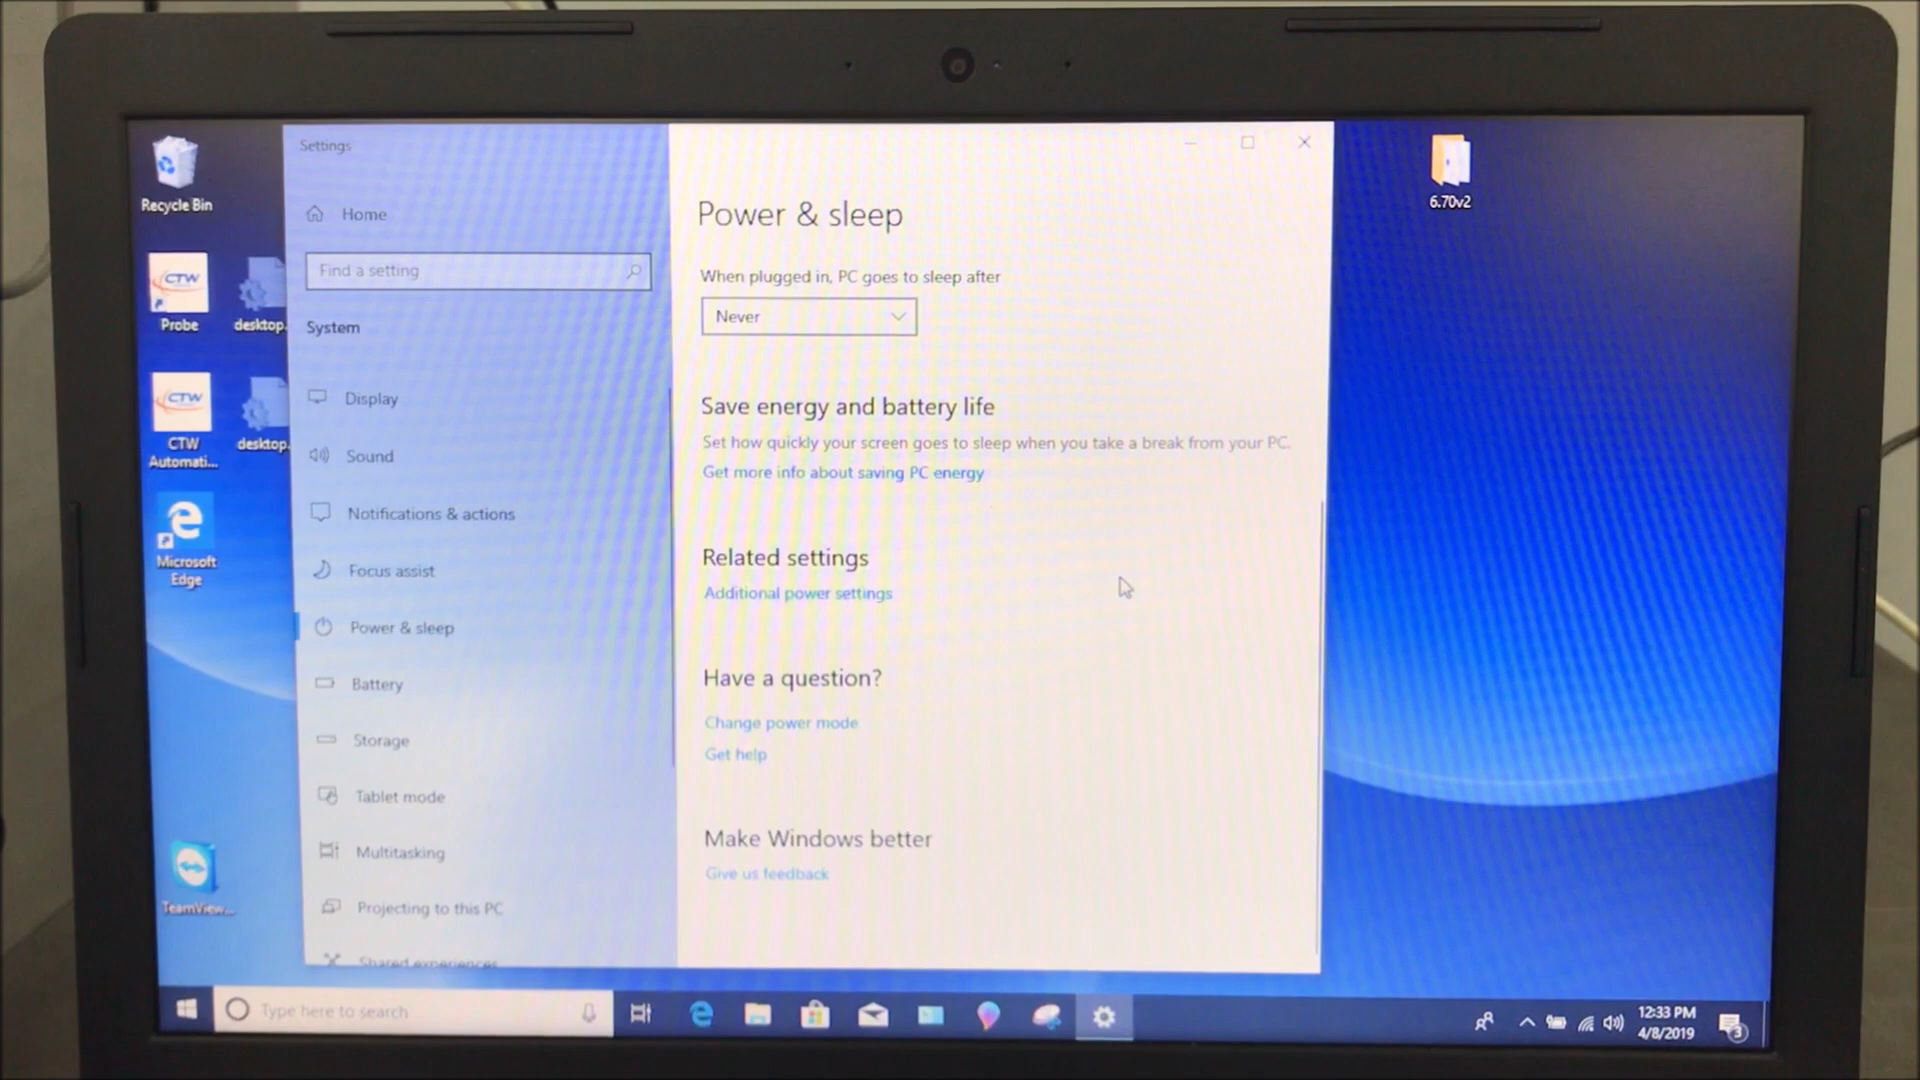 Recycle Bin
CTW
Probe
desktop.
CTW
CTW
Automati...
desktop.
Microsoft
Edge
TeamView...
Settings
Home
Find a setting
System
Display
Sound
Notifications & actions
Focus assist
Power & sleep
Battery
Storage
Tablet mode
Multitasking
Projecting to this PC
Shared experiences
Power & sleep
When plugged in, PC goes to sleep after
Never
Save energy and battery life
Set how quickly your screen goes to sleep when you take a break from your PC.
Get more info about saving PC energy
Related settings
Additional power settings
Have a question?
Change power mode
Get help
Make Windows better
Give us feedback
6.70v2
Type here to search
12:33 PM
4/8/2019
3